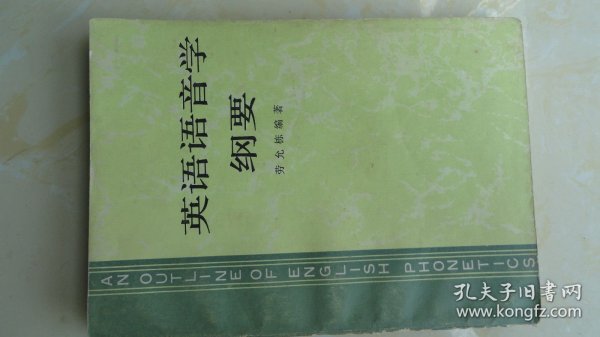 英语语音学
纲要
劳允栋编著
AN OUTLINE OF ENGLISH PHONETICS
孔夫子旧书网
www.kongfz.com